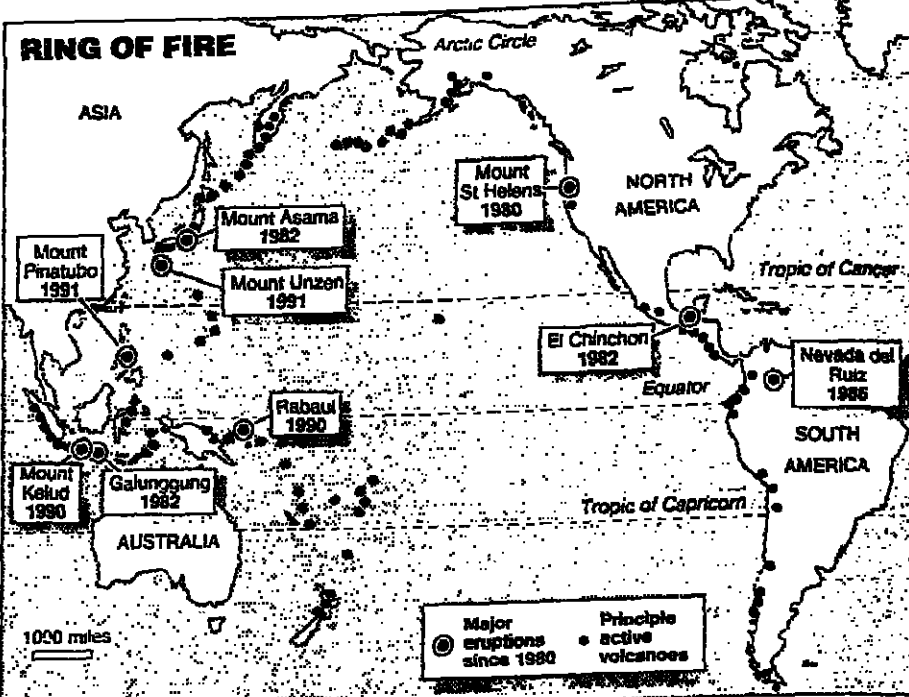 RING OF FIRE
Arctic Circle
ASIA
Mount
St Helens
1980
NORTH
AMERICA
Mount Asama
1982
Mount
Pinatubo
1991
Mount Unzen
1991
Tropic of Cancer
El Chinchon
1982
Nevada del
Ruiz
1985
Equator
Rabaul
1990
SOUTH
AMERICA
Mount
Kelud
1990
Galunggung
1982
Tropic of Capricorn
AUSTRALIA
1000 miles
Major
eruptions
since 1980
Principle
active
volcanoes